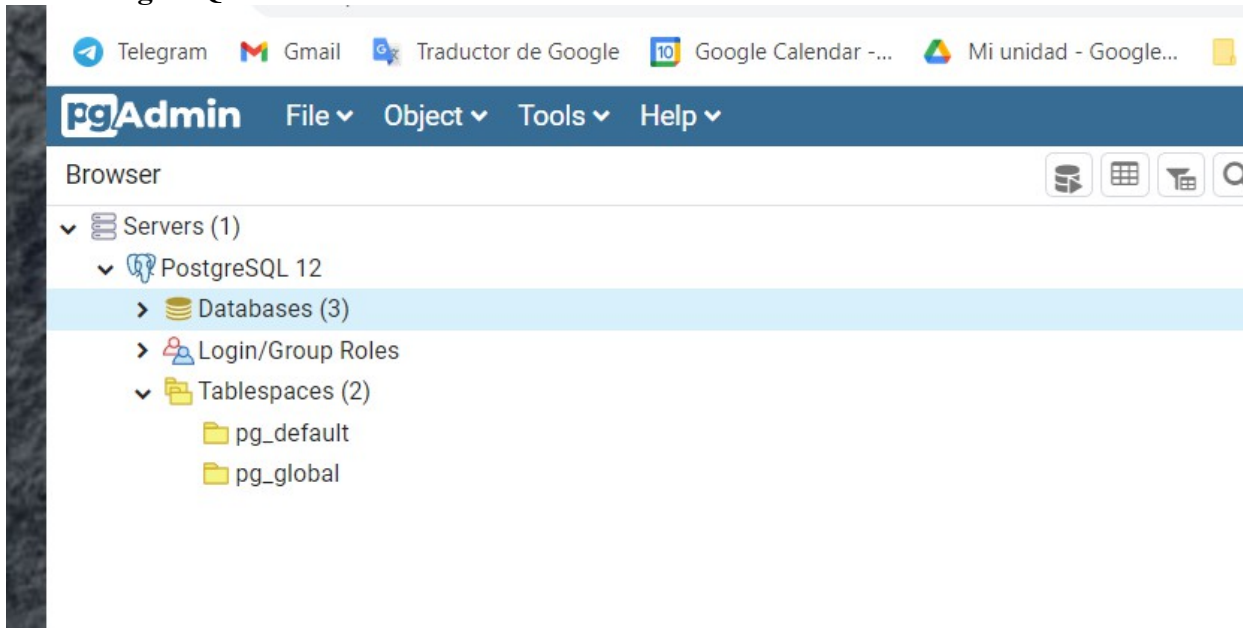 Telegram Gmail Traductor de Google Google Calendar -... Mi unidad - Google...
pgAdmin File Object Tools Help
Browser
Servers (1)
PostgreSQL 12
Databases (3)
Login/Group Roles
Tablespaces (2)
pg_default
pg_global